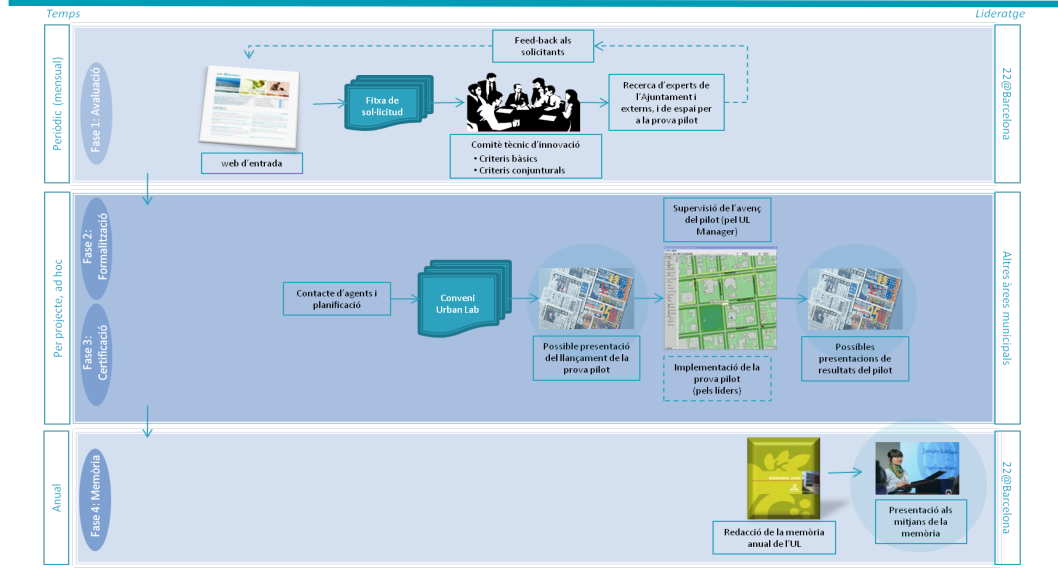 Temps
Lideratge
Periòdic (mensual)
Fase 1: Avaluació
web d'entrada
Fitxa de
sol·licitud
Feed-back als
solicitants
Comitè tècnic d'innovació
• Criteris bàsics
• Criteris conjunturals
Recerca d'experts de
l'Ajuntament i
externs, i de espai per
a la prova pilot
22@Barcelona
Per projecte, ad hoc
Fase 2:
Formalització
Fase 3:
Certificació
Contacte d'agents i
planificació
Conveni
Urban Lab
Possible presentació
del llançament de la
prova pilot
Supervisió de l'avenç
del pilot (pel UL
Manager)
Implementació de la
prova pilot
(pels líders)
Possibles
presentacions de
resultats del pilot
Altres àrees municipals
Anual
Fase 4: Memòria
Redacció de la memòria
anual de l'UL
Presentació als
mitjans de la
memòria
22@Barcelona